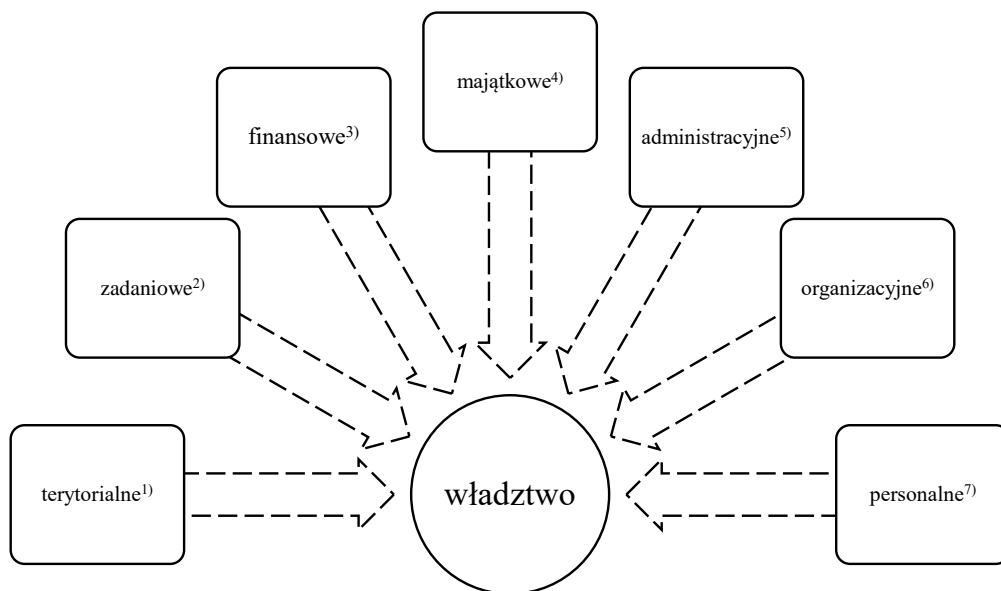 terytorialne¹⁾
zadaniowe²⁾
finansowe³⁾
majątkowe⁴⁾
administracyjne⁵⁾
organizacyjne⁶⁾
personalne⁷⁾
władztwo